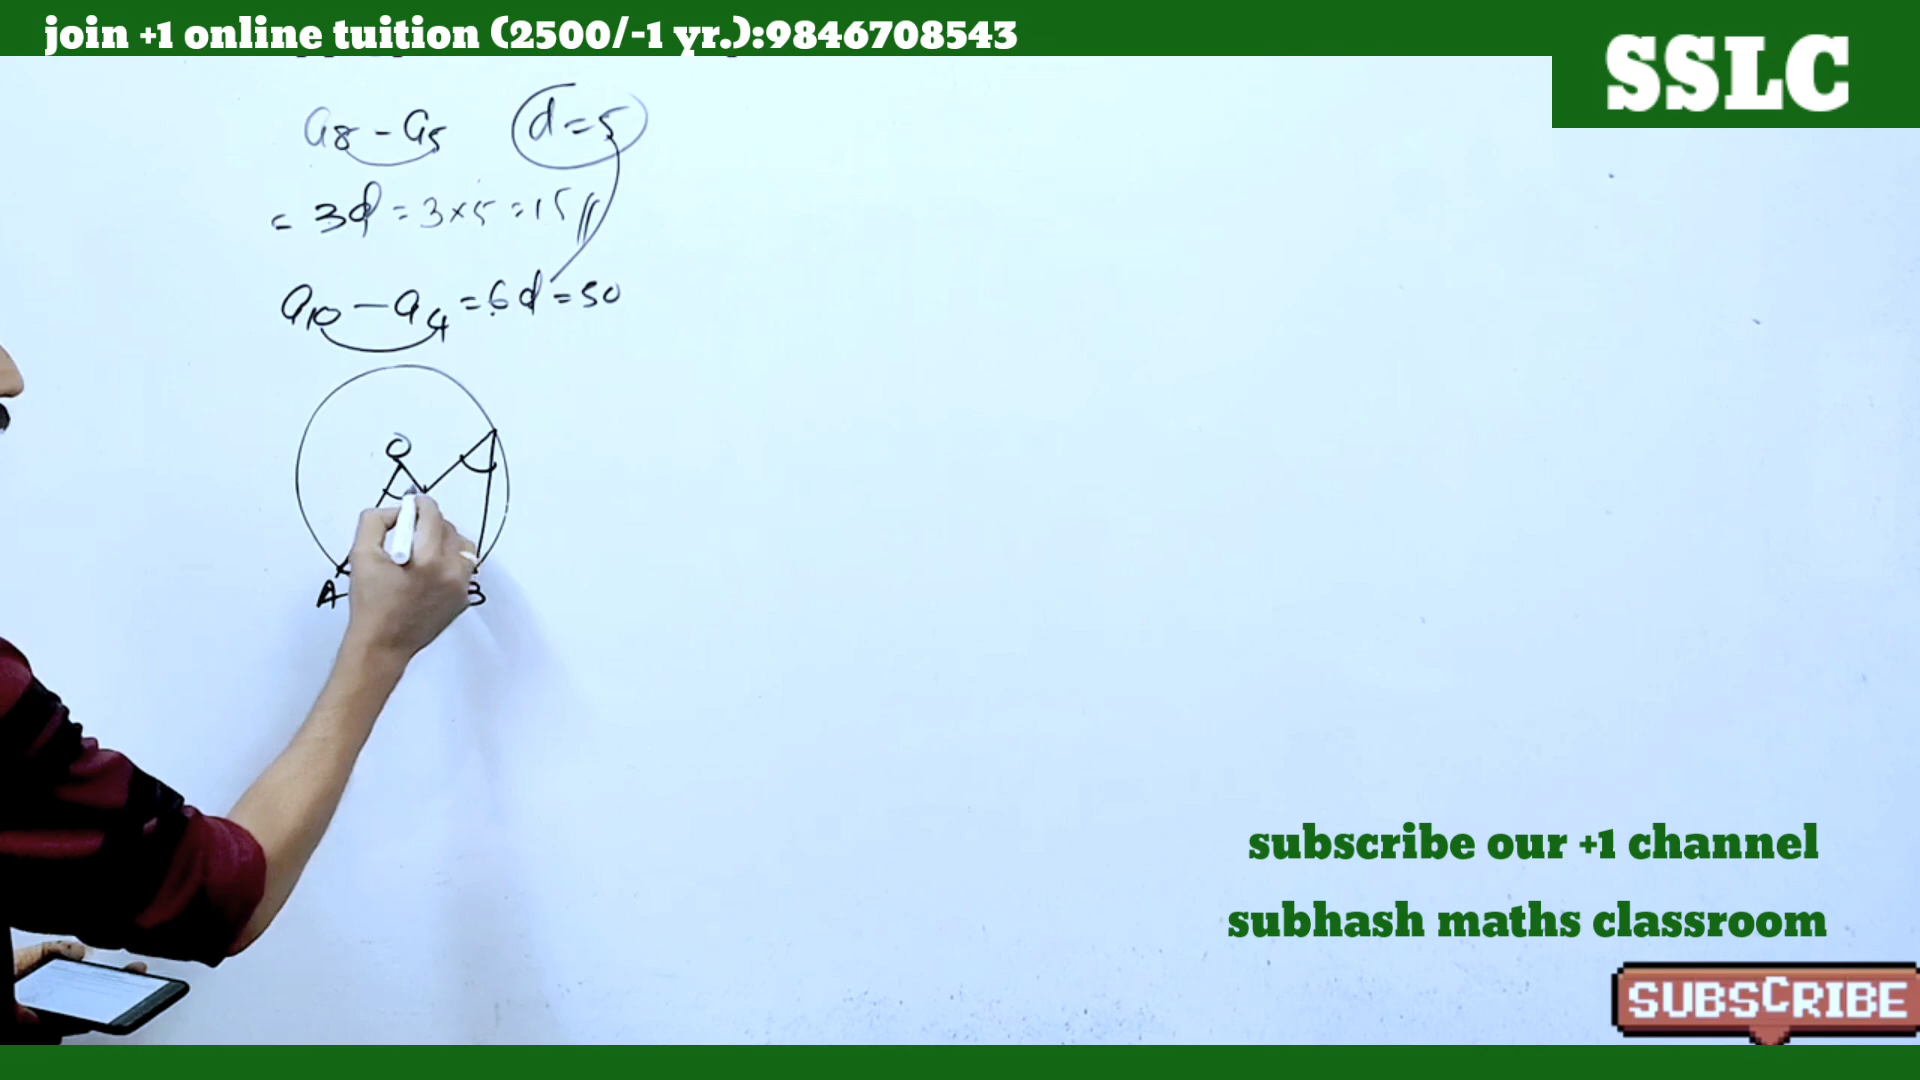 join +1 online tuition (2500/-1 yr.):9846708543
SSLC
a8 - a5 d=5
= 3d = 3×5 = 15
a10 - a4 = 6d = 50
O
A B
subscribe our +1 channel
subhash maths classroom
SUBSCRIBE